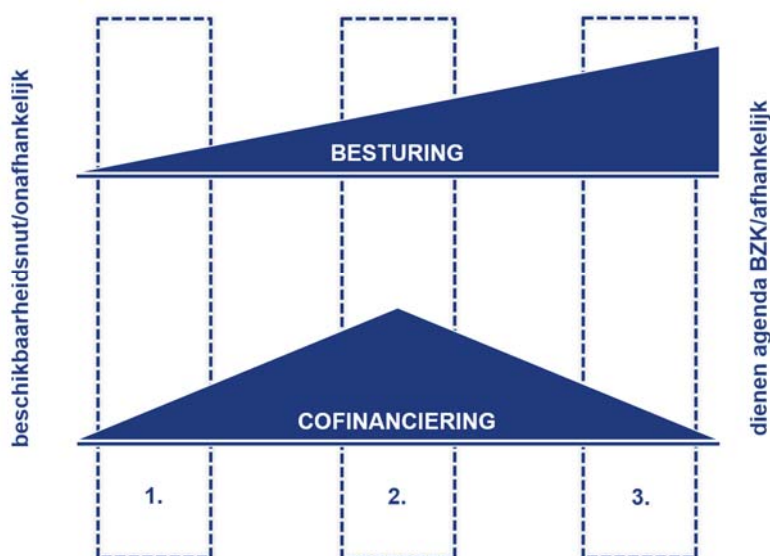 beschikbaarheidsnut/onafhankelijk
BESTURING
COFINANCIERING
1.
2.
3.
dienen agenda BZK/afhankelijk